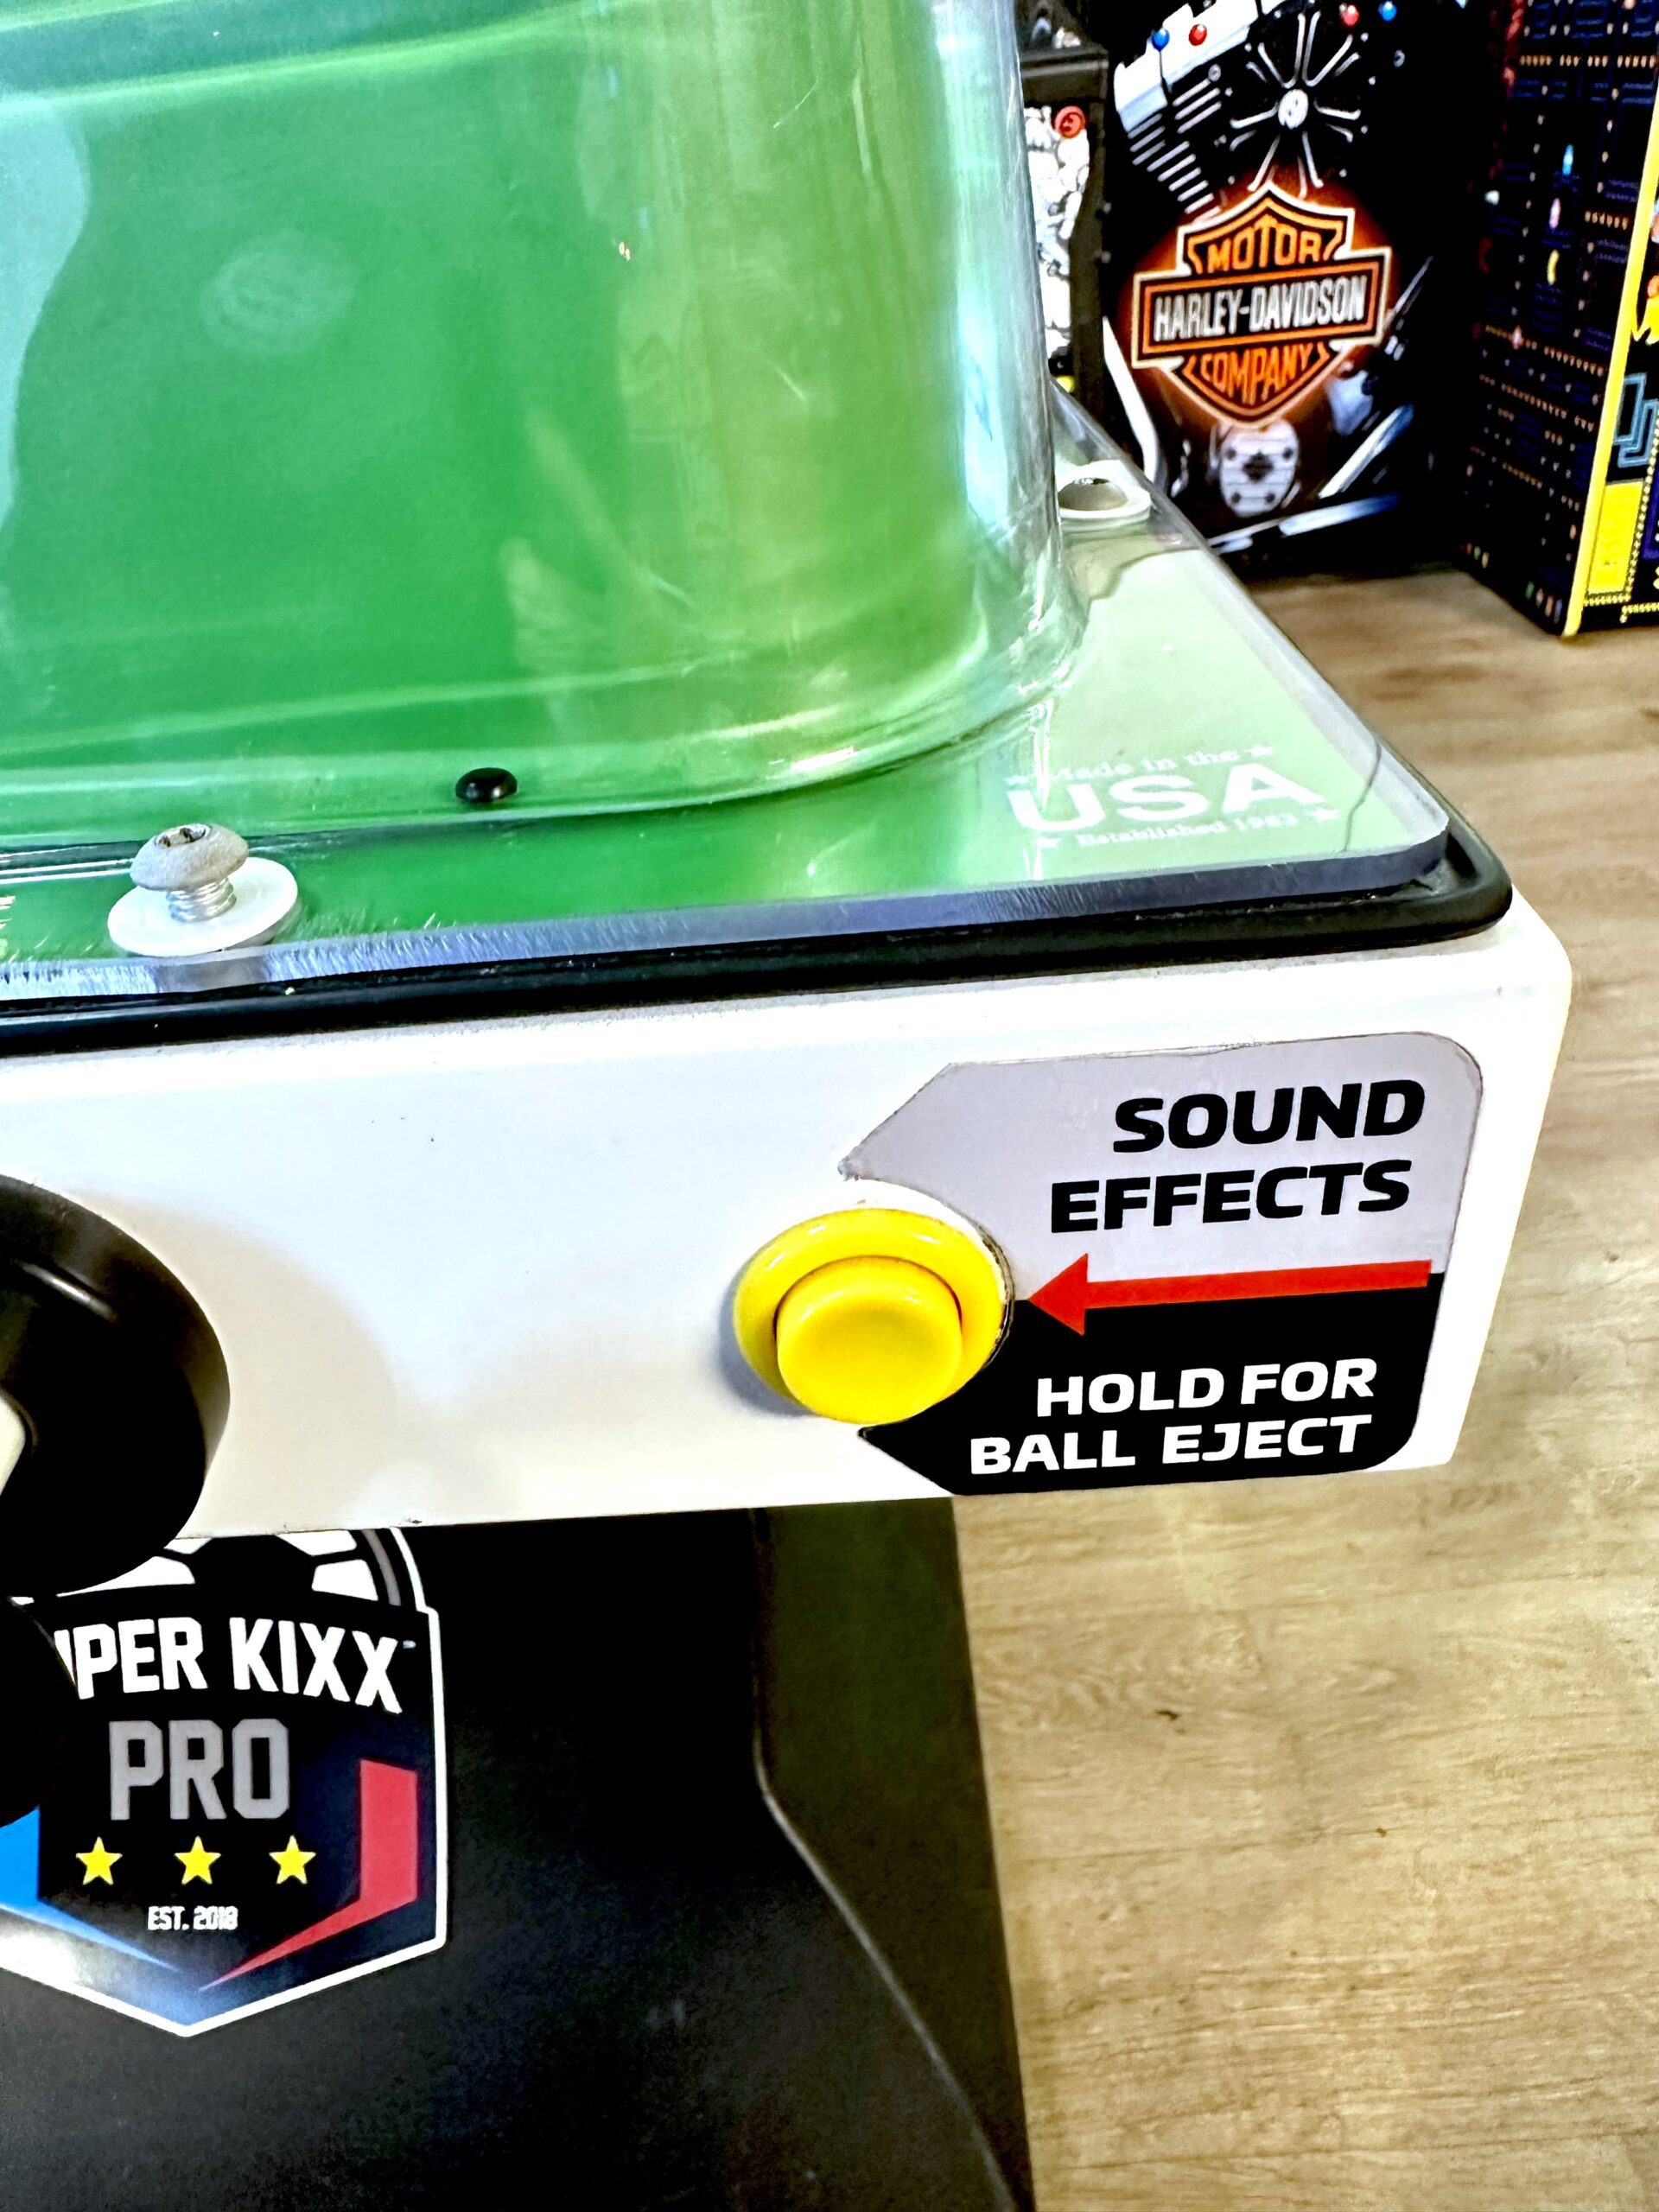 MOTOR
HARLEY-DAVIDSON
COMPANY
Made in the
USA
Established 1983
SOUND
EFFECTS
HOLD FOR
BALL EJECT
UPER KIXX
PRO
EST. 2018